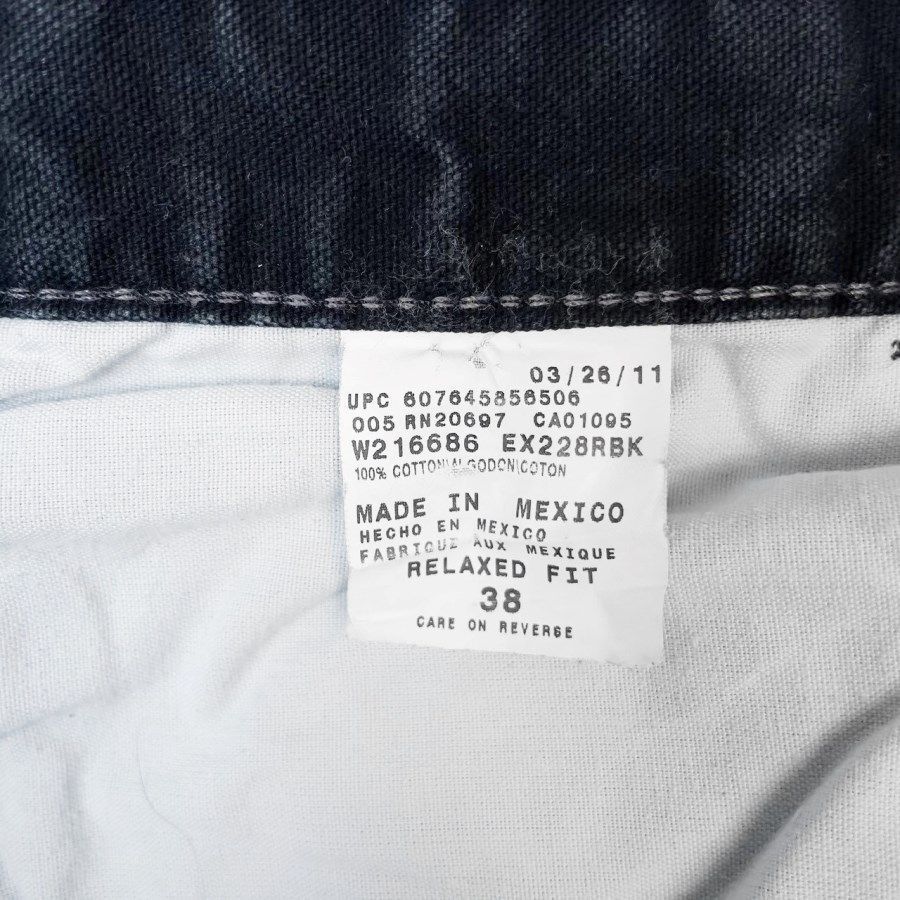 03/26/11
UPC 607645856506
005 RN20697 CA01095
W216686 EX228RBK
100% COTTON\ALGODON\COTON
MADE IN MEXICO
HECHO EN MEXICO
FABRIQUE AUX MEXIQUE
RELAXED FIT
38
CARE ON REVERSE